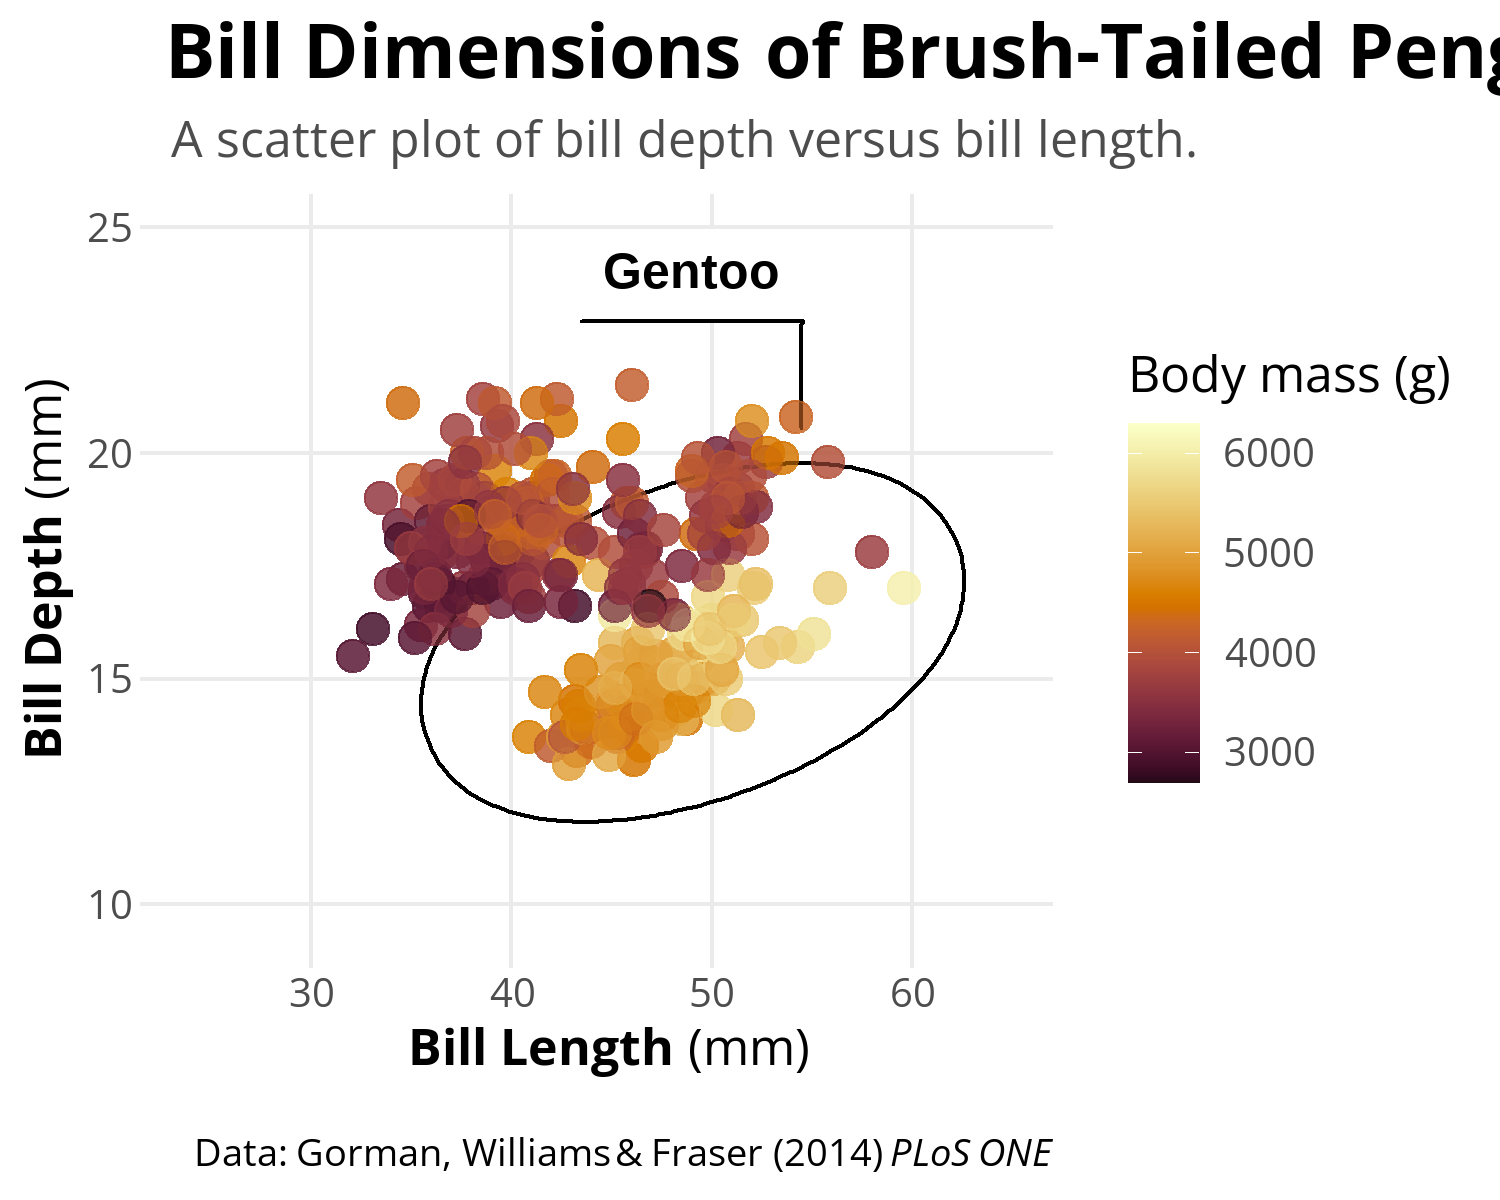 Bill Dimensions of Brush-Tailed Peng
A scatter plot of bill depth versus bill length.
25
20
15
10
Bill Depth (mm)
Gentoo
30 40 50 60
Bill Length (mm)
Body mass (g)
6000
5000
4000
3000
Data: Gorman, Williams & Fraser (2014) PLoS ONE